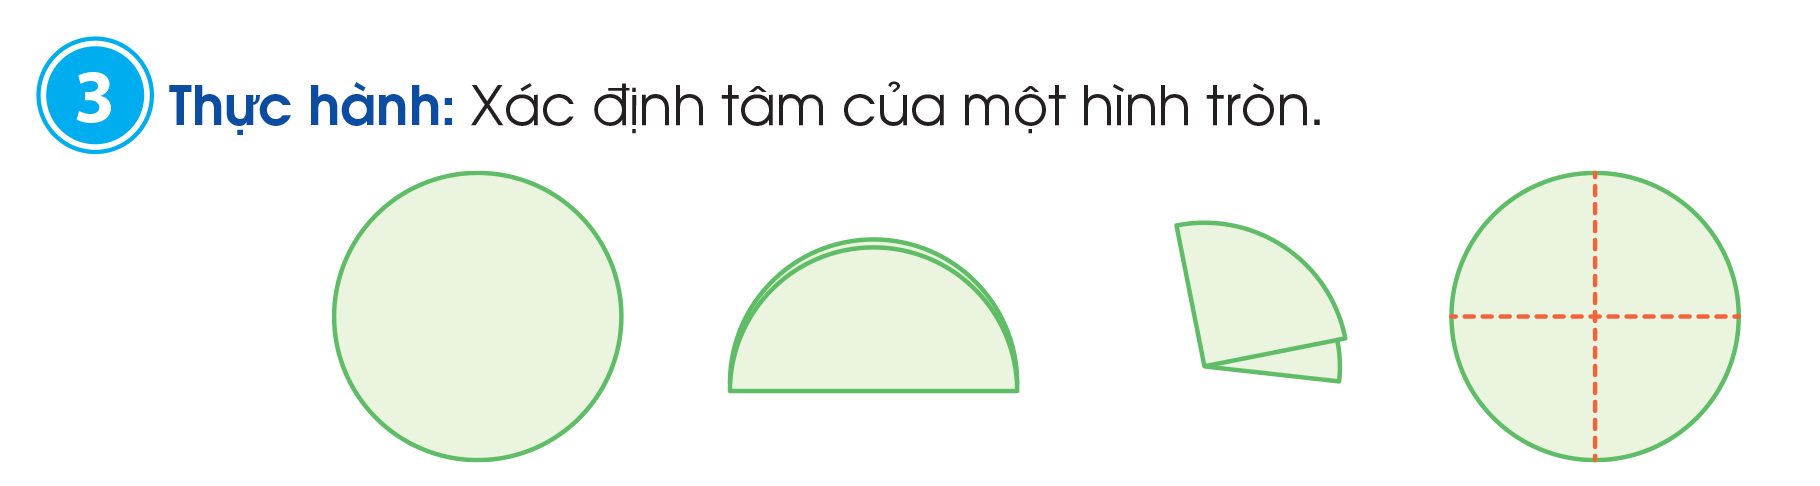 3 Thực hành: Xác định tâm của một hình tròn.